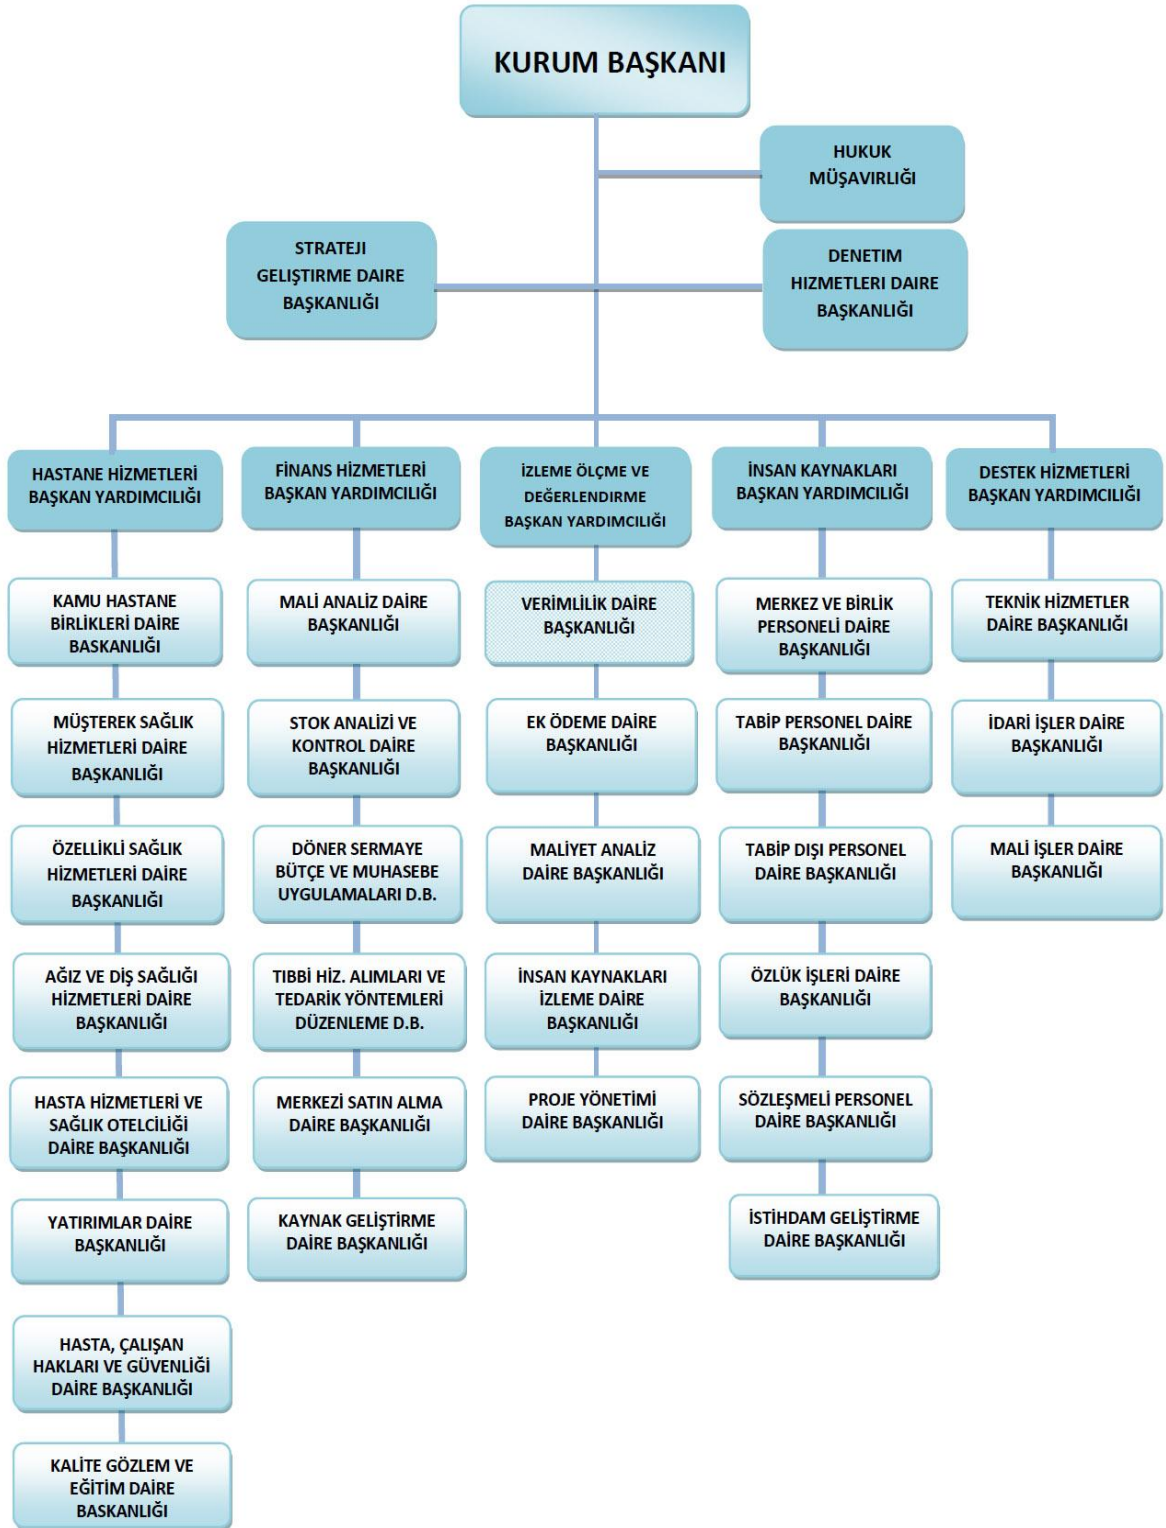 KURUM BAŞKANI
HUKUK
MÜŞAVIRLIĞI
STRATEJI
GELIŞTIRME DAIRE
BAŞKANLIĞI
DENETIM
HIZMETLERI DAIRE
BAŞKANLIĞI
HASTANE HİZMETLERİ
BAŞKAN YARDIMCILIĞI
KAMU HASTANE
BİRLİKLERİ DAİRE
BASKANLIĞI
MÜŞTEREK SAĞLIK
HİZMETLERİ DAİRE
BAŞKANLIĞI
ÖZELLİKLİ SAĞLIK
HİZMETLERİ DAİRE
BAŞKANLIĞI
AĞIZ VE DİŞ SAĞLIĞI
HİZMETLERİ DAİRE
BAŞKANLIĞI
HASTA HİZMETLERİ VE
SAĞLIK OTELCİLİĞİ
DAİRE BAŞKANLIĞI
YATIRIMLAR DAİRE
BAŞKANLIĞI
HASTA, ÇALIŞAN
HAKLARI VE GÜVENLİĞİ
DAİRE BAŞKANLIĞI
KALİTE GÖZLEM VE
EĞİTİM DAİRE
BASKANLIĞI
FİNANS HİZMETLERİ
BAŞKAN YARDIMCILIĞI
MALİ ANALİZ DAİRE
BAŞKANLIĞI
STOK ANALİZİ VE
KONTROL DAİRE
BAŞKANLIĞI
DÖNER SERMAYE
BÜTÇE VE MUHASEBE
UYGULAMALARI D.B.
TIBBİ HİZ. ALIMLARI VE
TEDARİK YÖNTEMLERİ
DÜZENLEME D.B.
MERKEZİ SATIN ALMA
DAİRE BAŞKANLIĞI
KAYNAK GELİŞTİRME
DAİRE BAŞKANLIĞI
İZLEME ÖLÇME VE
DEĞERLENDIRME
BAŞKAN YARDIMCILIĞI
VERİMLİLİK DAİRE
BAŞKANLIĞI
EK ÖDEME DAİRE
BAŞKANLIĞI
MALİYET ANALİZ
DAİRE BAŞKANLIĞI
İNSAN KAYNAKLARI
İZLEME DAİRE
BAŞKANLIĞI
PROJE YÖNETİMİ
DAİRE BAŞKANLIĞI
İNSAN KAYNAKLARI
BAŞKAN YARDIMCILIĞI
MERKEZ VE BİRLİK
PERSONELİ DAİRE
BAŞKANLIĞI
TABİP PERSONEL DAİRE
BAŞKANLIĞI
TABİP DIŞI PERSONEL
DAİRE BAŞKANLIĞI
ÖZLÜK İŞLERİ DAİRE
BAŞKANLIĞI
SÖZLEŞMELİ PERSONEL
DAİRE BAŞKANLIĞI
İSTİHDAM GELİŞTİRME
DAİRE BAŞKANLIĞI
DESTEK HİZMETLERİ
BAŞKAN YARDIMCILIĞI
TEKNİK HİZMETLER
DAİRE BAŞKANLIĞI
İDARİ İŞLER DAİRE
BAŞKANLIĞI
MALİ İŞLER DAİRE
BAŞKANLIĞI